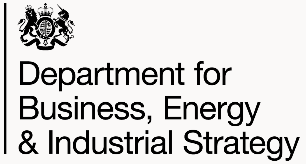 Department for
Business, Energy
& Industrial Strategy